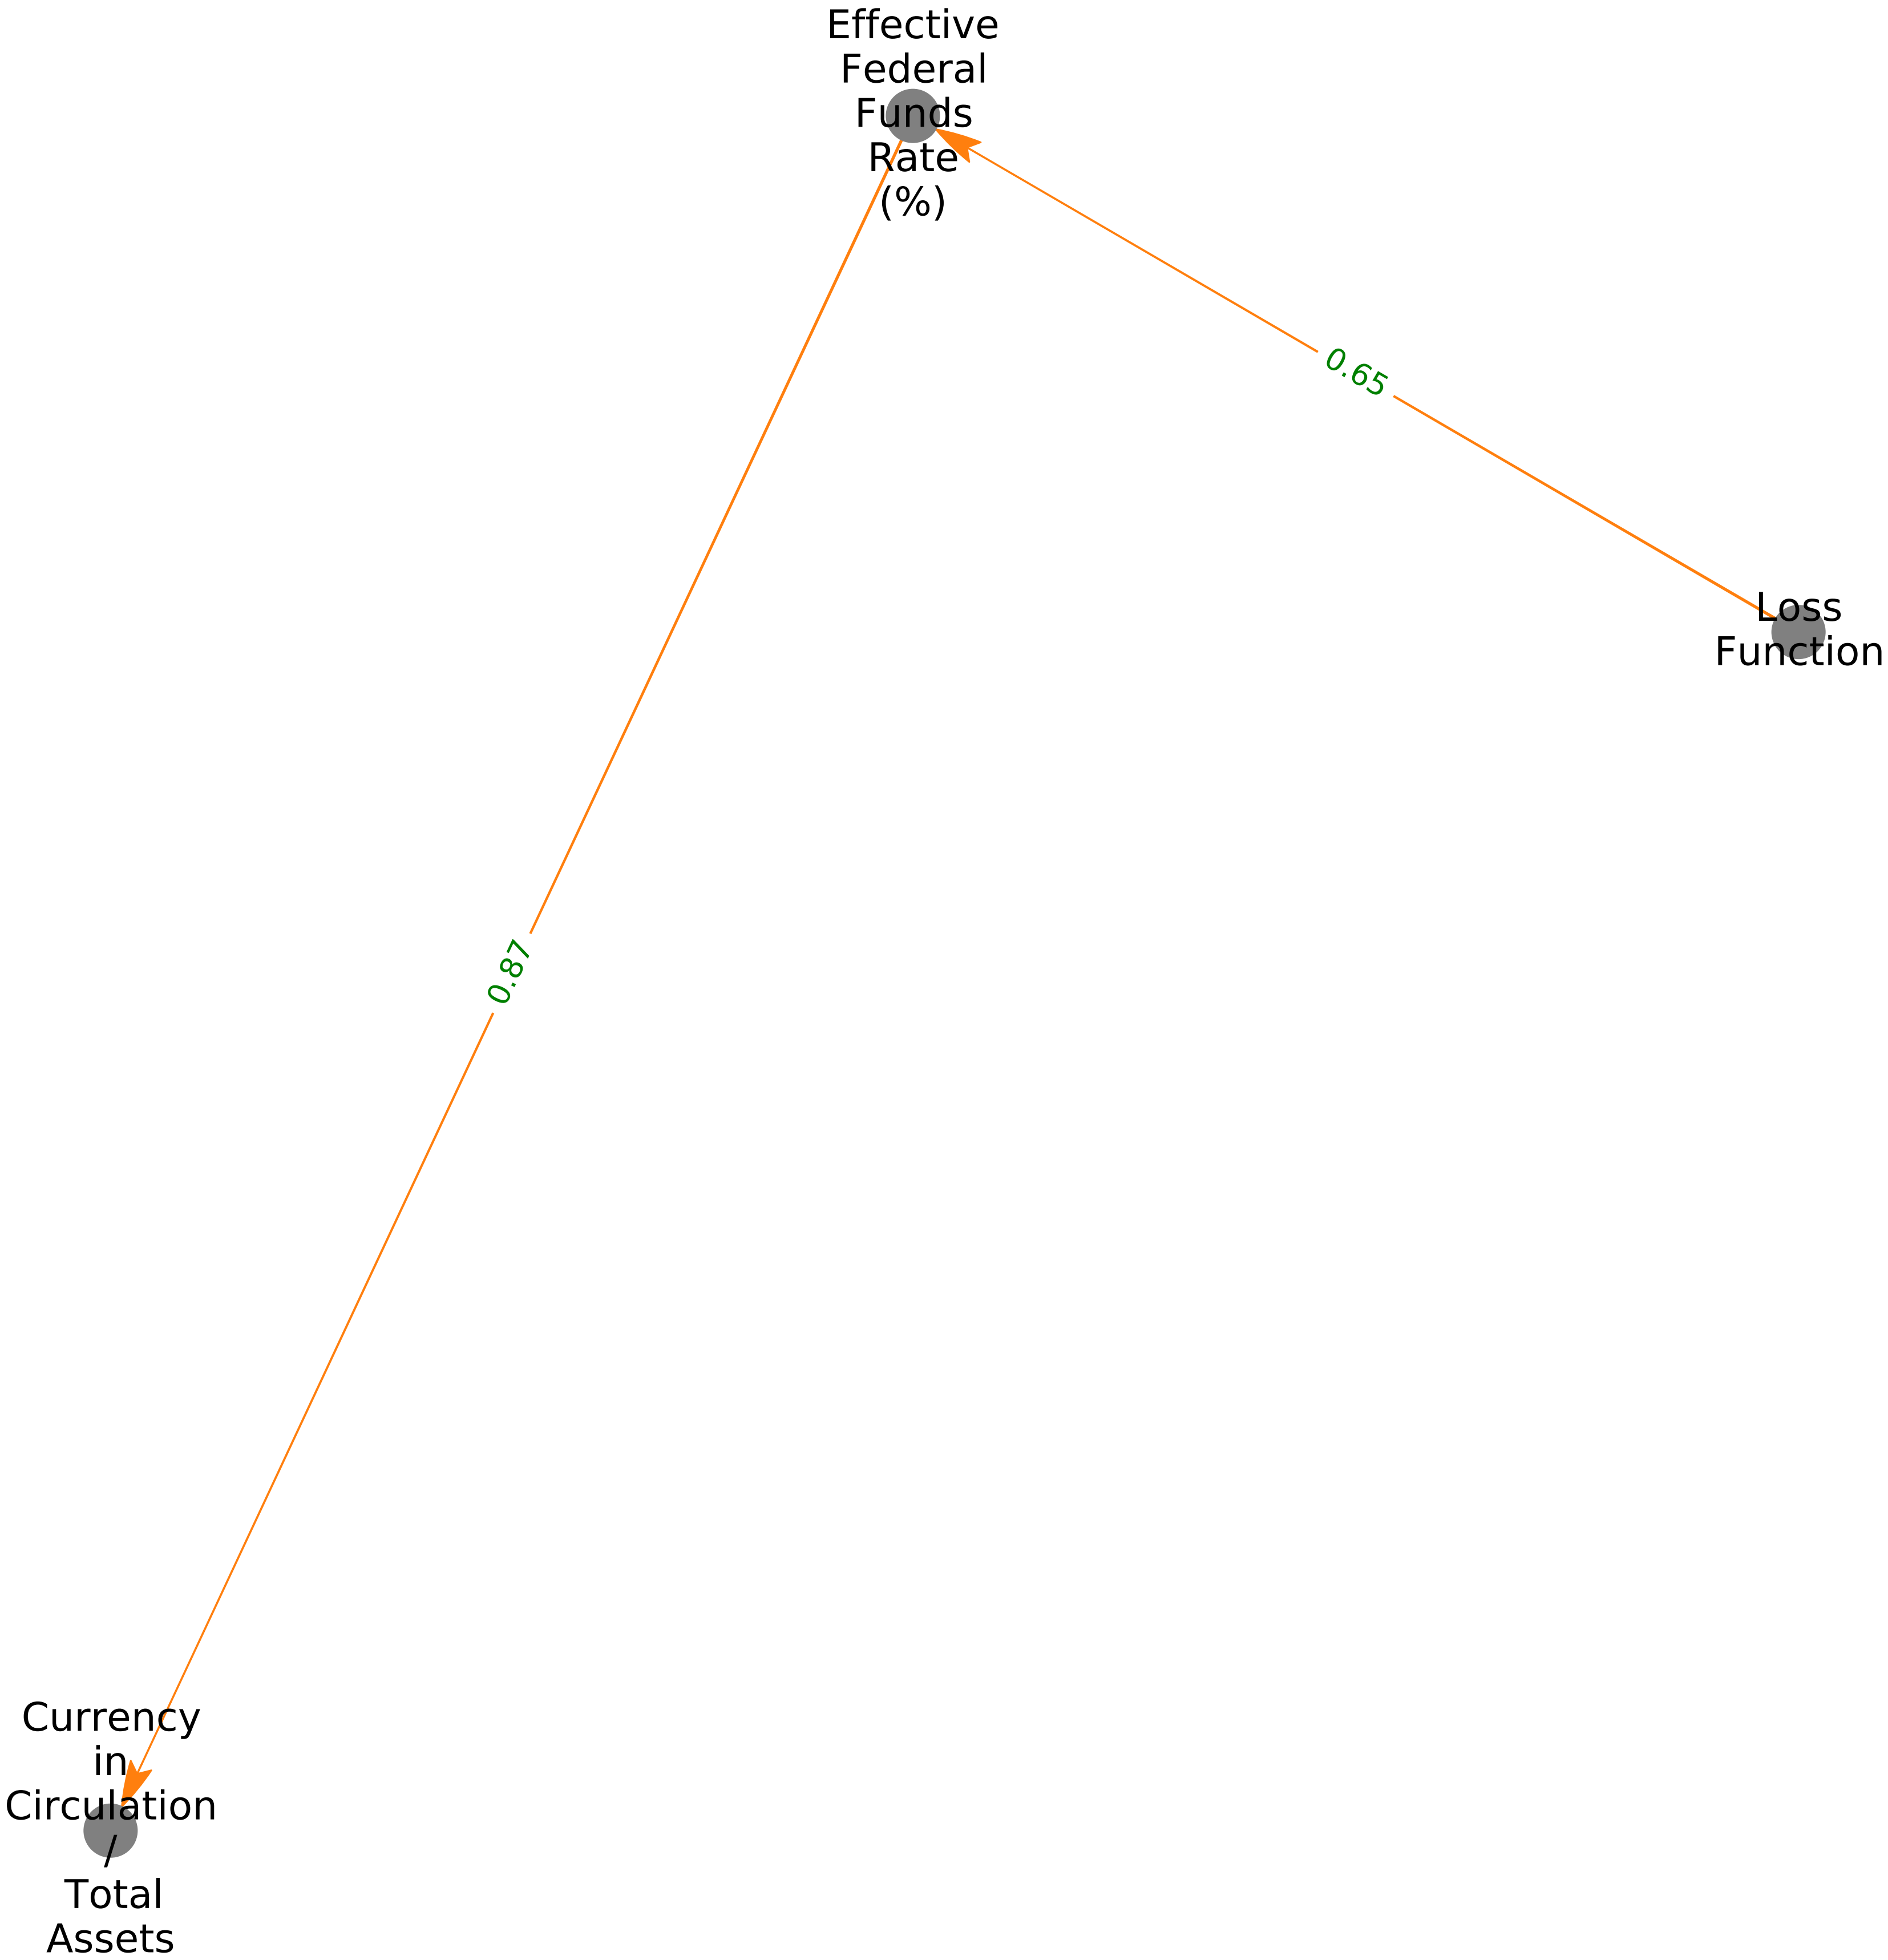 Effective
Federal
Funds
Rate
(%)
0.65
Loss
Function
0.87
Currency
in
Circulation
/
Total
Assets